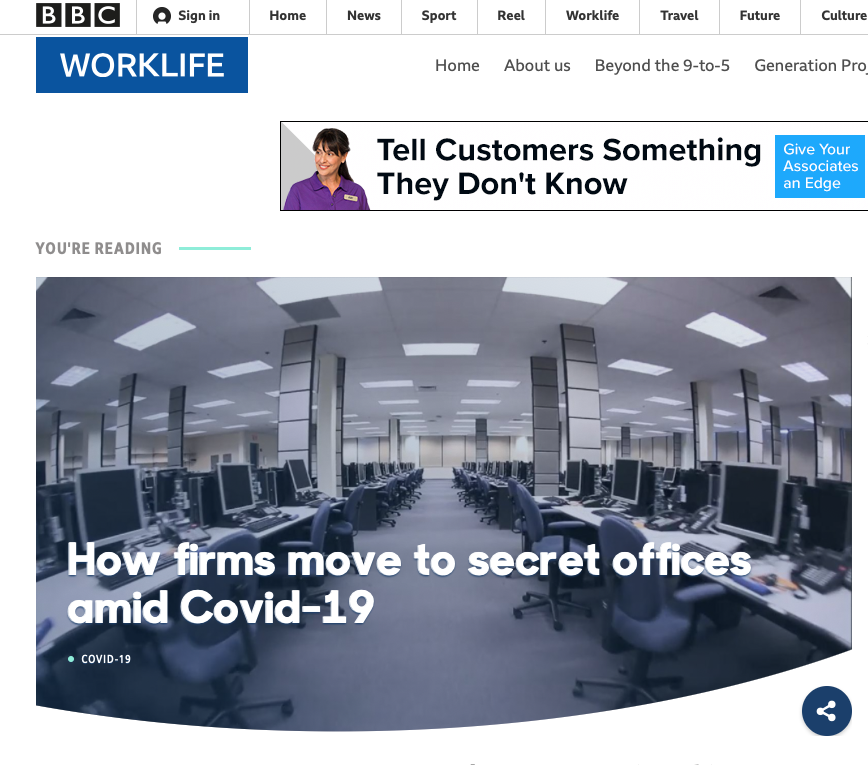 BBC
Sign in
Home
News
Sport
Reel
Worklife
Travel
Future
Culture
WORKLIFE
Home
About us
Beyond the 9-to-5
Generation Proj
Tell Customers Something
They Don't Know
Give Your
Associates
an Edge
YOU'RE READING
How firms move to secret offices
amid Covid-19
COVID-19